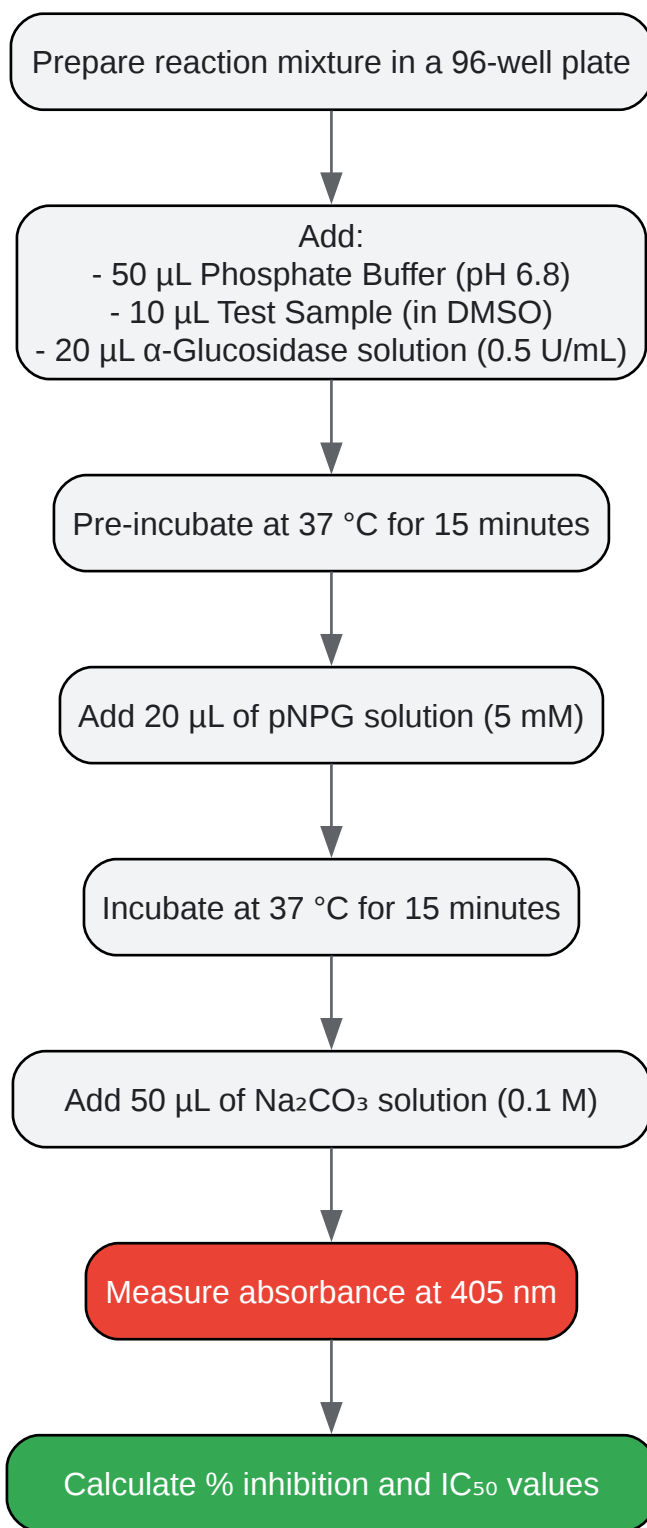 Prepare reaction mixture in a 96-well plate
Add:
- 50 µL Phosphate Buffer (pH 6.8)
- 10 µL Test Sample (in DMSO)
- 20 µL α-Glucosidase solution (0.5 U/mL)
Pre-incubate at 37 °C for 15 minutes
Add 20 µL of pNPG solution (5 mM)
Incubate at 37 °C for 15 minutes
Add 50 µL of Na₂CO₃ solution (0.1 M)
Measure absorbance at 405 nm
Calculate % inhibition and IC₅₀ values